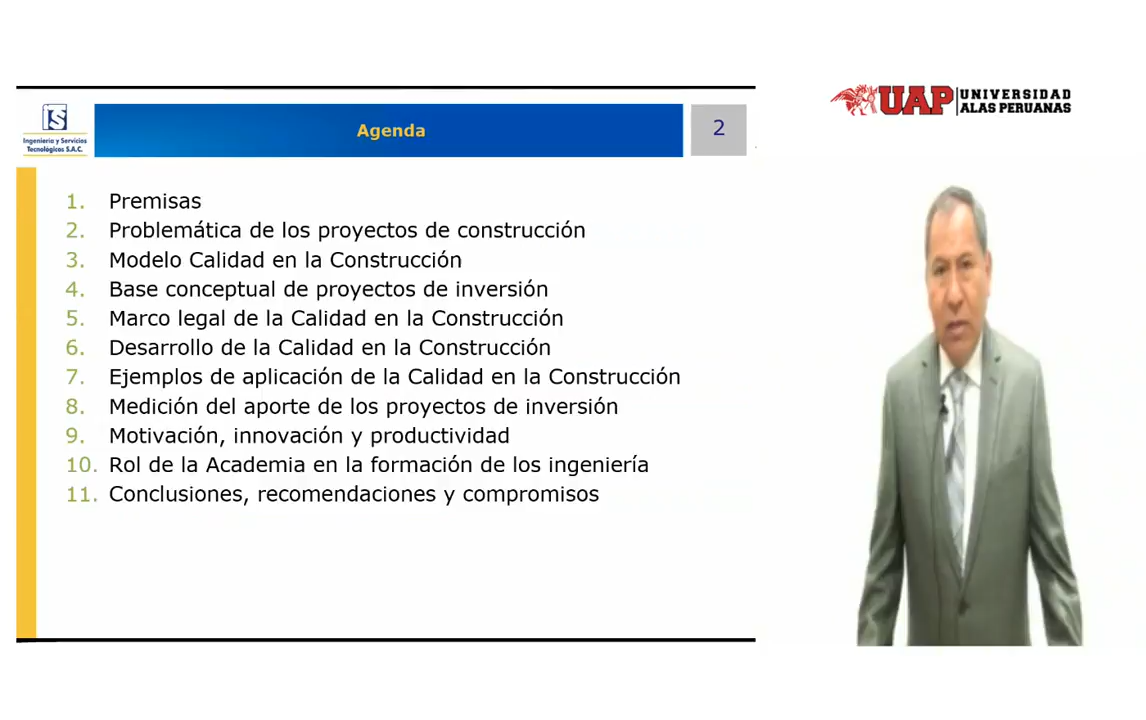 IS
Ingeniería y Servicios
Tecnológicos S.A.C.
Agenda
2
UAP UNIVERSIDAD
ALAS PERUANAS
1. Premisas
2. Problemática de los proyectos de construcción
3. Modelo Calidad en la Construcción
4. Base conceptual de proyectos de inversión
5. Marco legal de la Calidad en la Construcción
6. Desarrollo de la Calidad en la Construcción
7. Ejemplos de aplicación de la Calidad en la Construcción
8. Medición del aporte de los proyectos de inversión
9. Motivación, innovación y productividad
10. Rol de la Academia en la formación de los ingeniería
11. Conclusiones, recomendaciones y compromisos